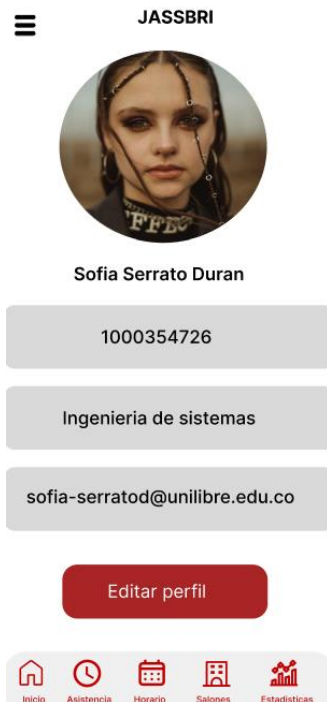 JASSBRI
Sofia Serrato Duran
1000354726
Ingenieria de sistemas
sofia-serratod@unilibre.edu.co
Editar perfil
Inicio Asistencia Horario Salones Estadisticas